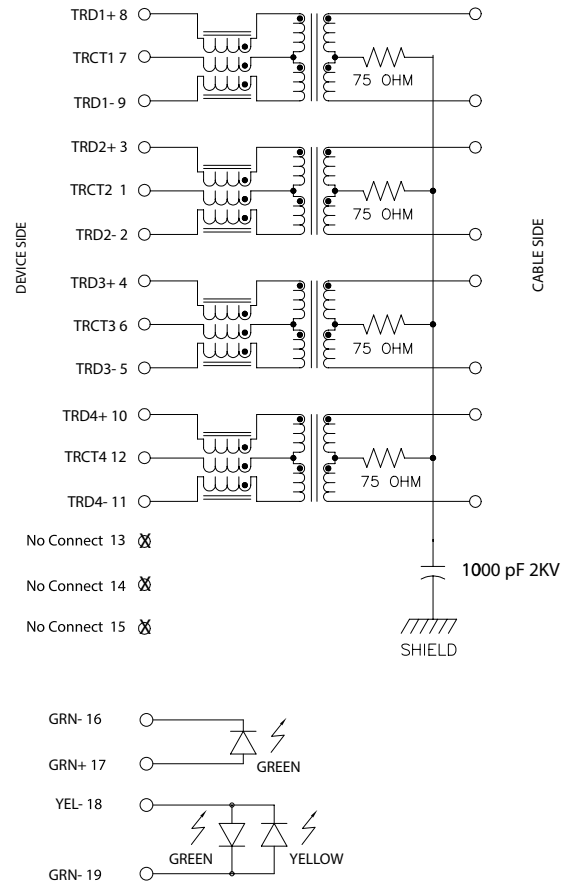 TRD1+ 8
TRCT1 7
75 OHM
TRD1- 9
TRD2+ 3
TRCT2 1
75 OHM
TRD2- 2
DEVICE SIDE
CABLE SIDE
TRD3+ 4
TRCT3 6
75 OHM
TRD3- 5
TRD4+ 10
TRCT4 12
75 OHM
TRD4- 11
No Connect 13
1000 pF 2KV
No Connect 14
No Connect 15
SHIELD
GRN- 16
GRN+ 17
GREEN
YEL- 18
GREEN
YELLOW
GRN- 19